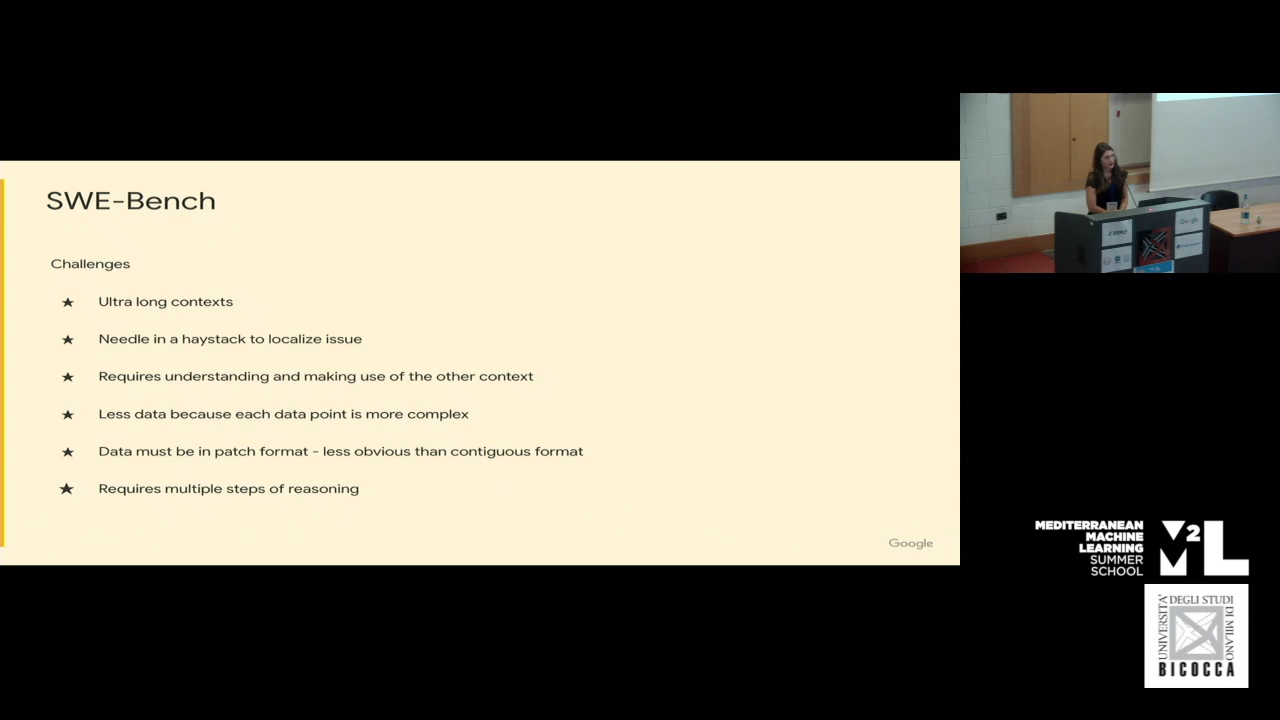 SWE-Bench
Challenges
★ Ultra long contexts
★ Needle in a haystack to localize issue
★ Requires understanding and making use of the other context
★ Less data because each data point is more complex
★ Data must be in patch format - less obvious than contiguous format
★ Requires multiple steps of reasoning
Google
Google
MEDITERRANEAN
MACHINE
LEARNING
SUMMER
SCHOOL
M2L
UNIVERSITA'
DEGLI STUDI
DI MILANO
BICOCCA